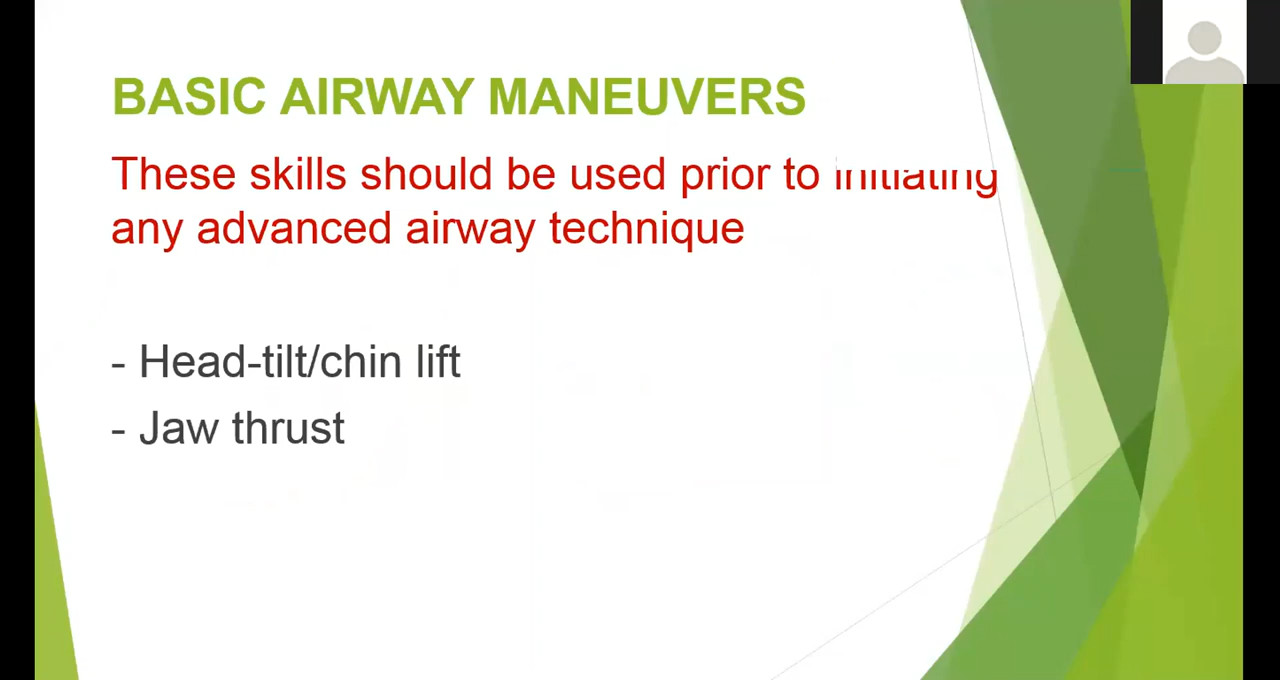 BASIC AIRWAY MANEUVERS
These skills should be used prior to initiating
any advanced airway technique
- Head-tilt/chin lift
- Jaw thrust